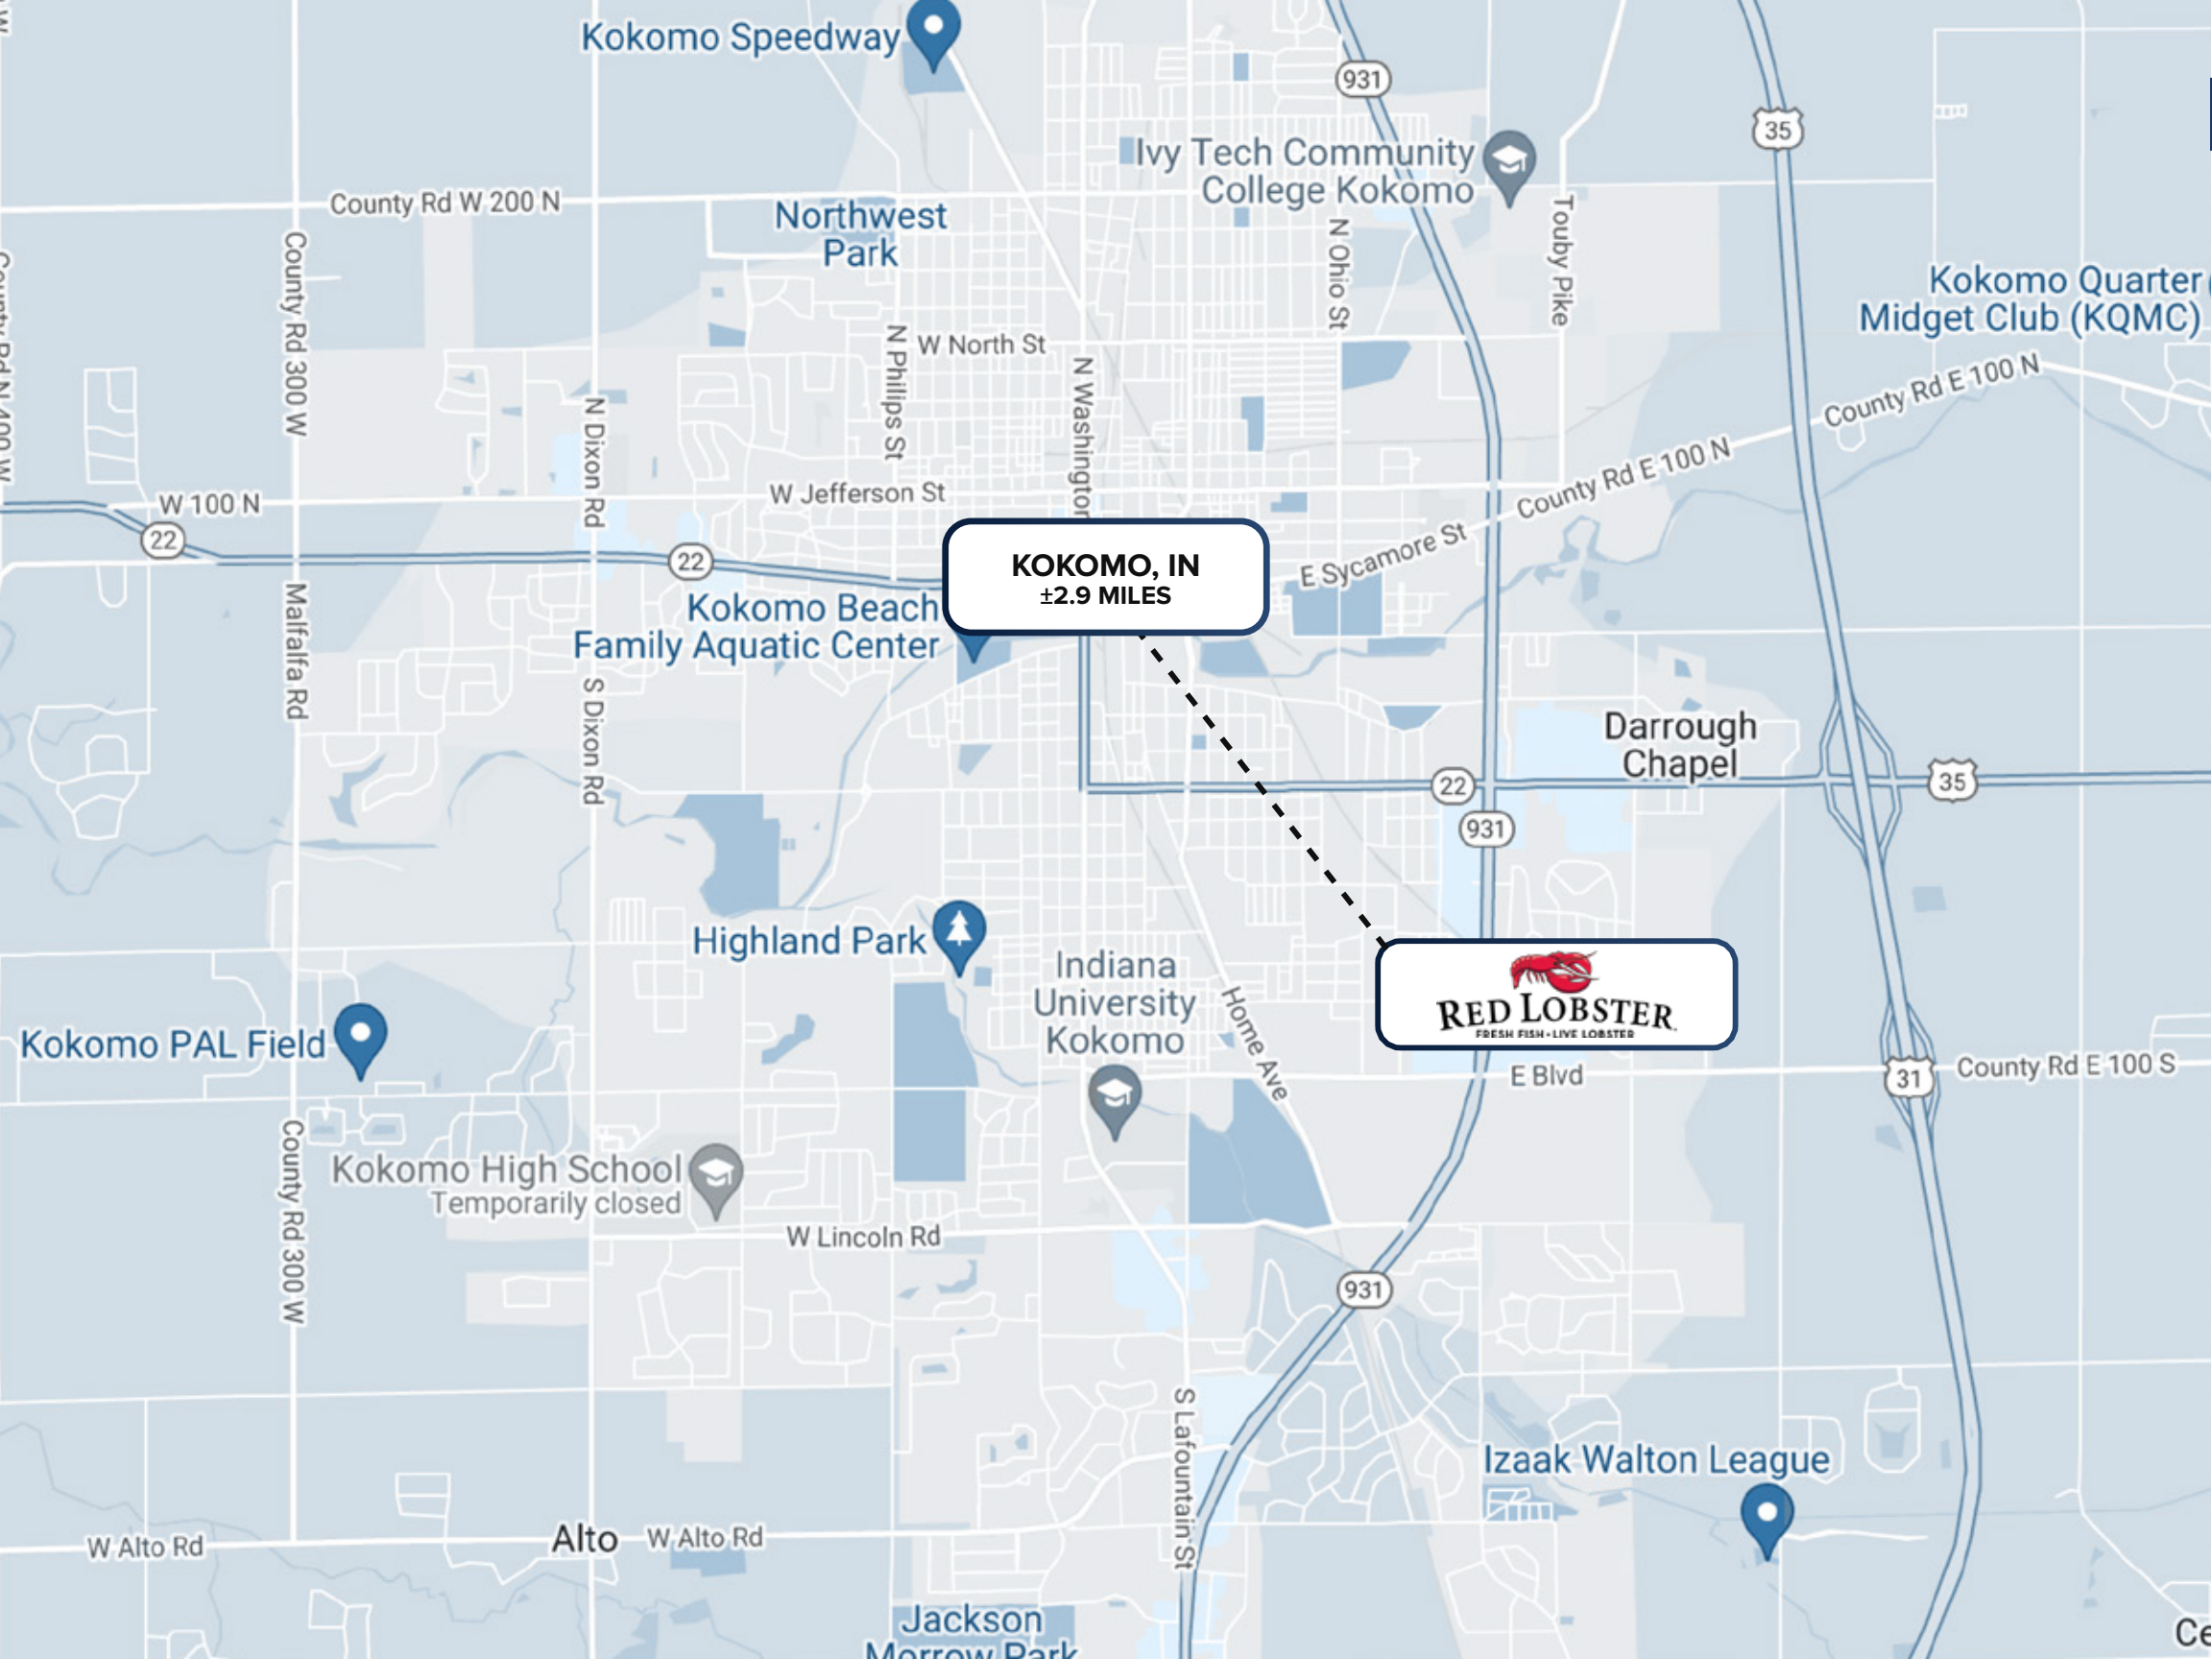 Kokomo Speedway
931
35
Ivy Tech Community
College Kokomo
County Rd W 200 N
Northwest
Park
N Ohio St
Touby Pike
County Rd 300 W
Kokomo Quarter
Midget Club (KQMC)
W North St
N Phillips St
N Washington
County Rd E 100 N
N Dixon Rd
County Rd E 100 N
W 100 N
W Jefferson St
22
22
E Sycamore St
KOKOMO, IN
±2.9 MILES
Kokomo Beach
Family Aquatic Center
Malfalfa Rd
S Dixon Rd
Darrough
Chapel
22
35
931
Highland Park
Indiana
University
Kokomo
Home Ave
RED LOBSTER
FRESH FISH • LIVE LOBSTER
Kokomo PAL Field
E Blvd
31
County Rd E 100 S
County Rd 300 W
Kokomo High School
Temporarily closed
W Lincoln Rd
931
S Lafountain St
Izaak Walton League
W Alto Rd
Alto
W Alto Rd
Jackson
Morrow Park
Ce